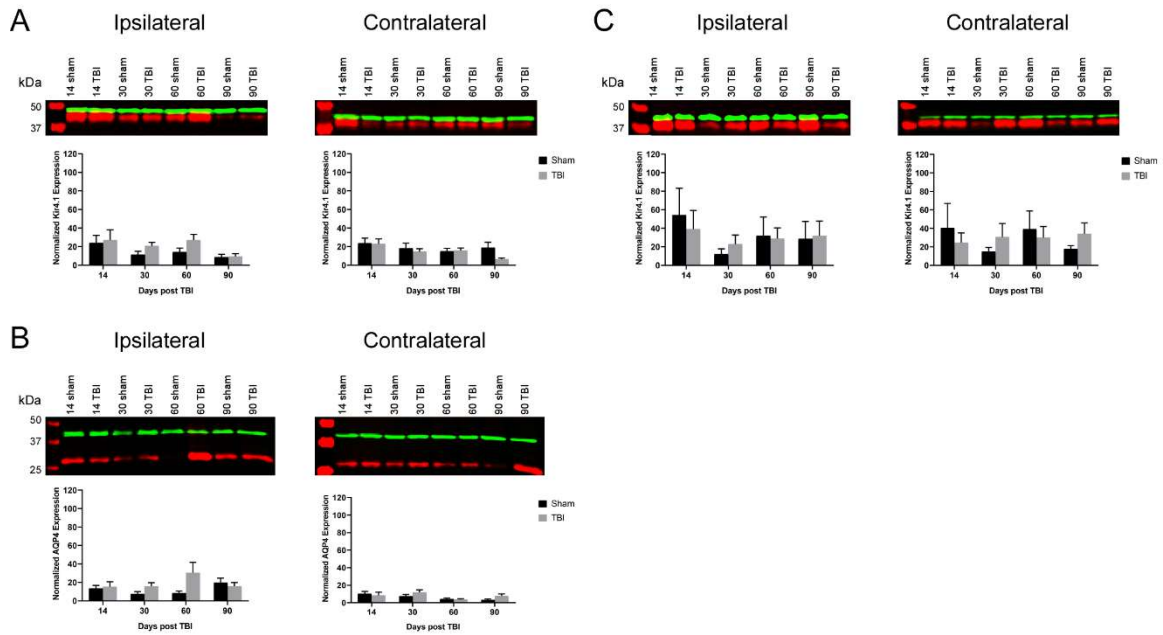 A
Ipsilateral
Contralateral
kDa
14 sham
14 TBI
30 sham
30 TBI
60 sham
60 TBI
90 sham
90 TBI
14 sham
14 TBI
30 sham
30 TBI
60 sham
60 TBI
90 sham
90 TBI
50
37
Normalized Kir4.1 Expression
120
100
80
60
40
20
0
14
30
60
90
Days post TBI
Normalized Kir4.1 Expression
120
100
80
60
40
20
0
14
30
60
90
Days post TBI
Sham
TBI
B
Ipsilateral
Contralateral
kDa
14 sham
14 TBI
30 sham
30 TBI
60 sham
60 TBI
90 sham
90 TBI
14 sham
14 TBI
30 sham
30 TBI
60 sham
60 TBI
90 sham
90 TBI
50
37
25
Normalized AQP4 Expression
120
100
80
60
40
20
0
14
30
60
90
Days post TBI
Normalized AQP4 Expression
120
100
80
60
40
20
0
14
30
60
90
Days post TBI
Sham
TBI
C
Ipsilateral
Contralateral
kDa
14 sham
14 TBI
30 sham
30 TBI
60 sham
60 TBI
90 sham
90 TBI
14 sham
14 TBI
30 sham
30 TBI
60 sham
60 TBI
90 sham
90 TBI
50
37
Normalized Kir4.1 Expression
120
100
80
60
40
20
0
14
30
60
90
Days post TBI
Normalized Kir4.1 Expression
120
100
80
60
40
20
0
14
30
60
90
Days post TBI
Sham
TBI